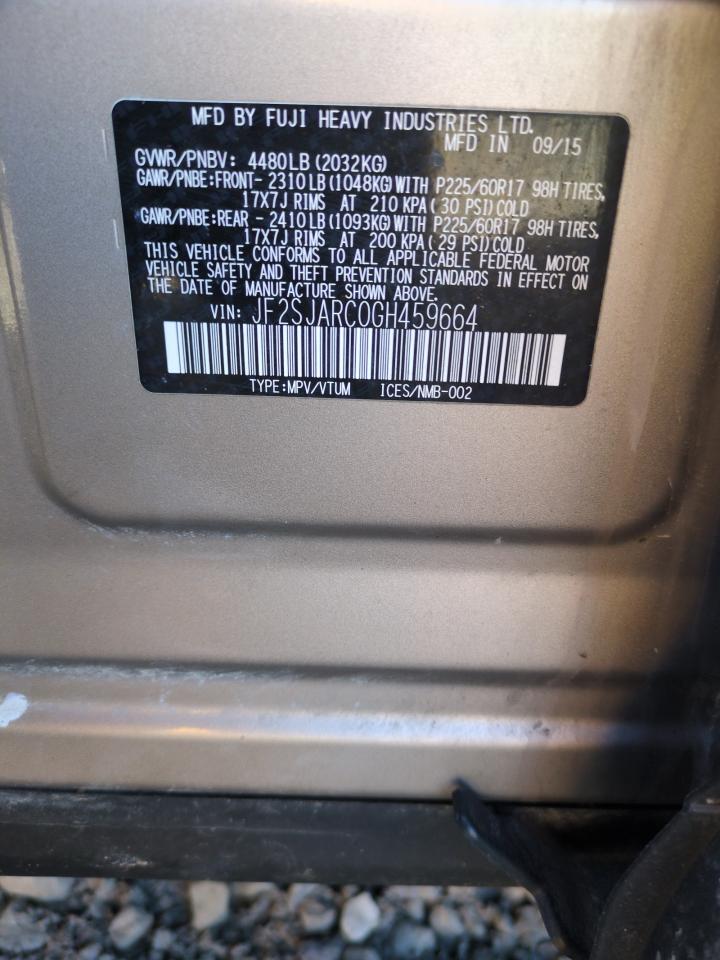 MFD BY FUJI HEAVY INDUSTRIES LTD.
MFD IN 09/15
GVWR/PNBV: 4480LB(2032KG)
GAWR/PNBE:FRONT- 2310LB(1048KG)WITH P225/60R17 98H TIRES,
17X7J RIMS AT 210 KPA( 30 PSI)COLD
GAWR/PNBE:REAR - 2410LB(1093KG)WITH P225/60R17 98H TIRES,
17X7J RIMS AT 200 KPA( 29 PSI)COLD
THIS VEHICLE CONFORMS TO ALL APPLICABLE FEDERAL MOTOR
VEHICLE SAFETY AND THEFT PREVENTION STANDARDS IN EFFECT ON
THE DATE OF MANUFACTURE SHOWN ABOVE.
VIN: JF2SJARC0GH459664
TYPE:MPV/VTUM ICES/NMB-002